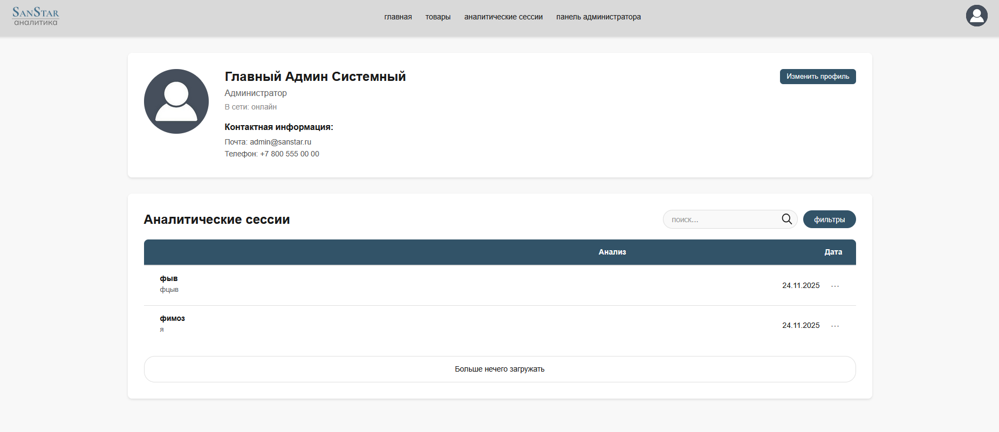 SanStar
аналитика
главная товары аналитические сессии панель администратора
Главный Админ Системный
Изменить профиль
Администратор
В сети: онлайн
Контактная информация:
Почта: admin@sanstar.ru
Телефон: +7 800 555 00 00
Аналитические сессии
поиск...
фильтры
Анализ Дата
фыв
фцыв
24.11.2025 ...
фимоз
я
24.11.2025 ...
Больше нечего загружать